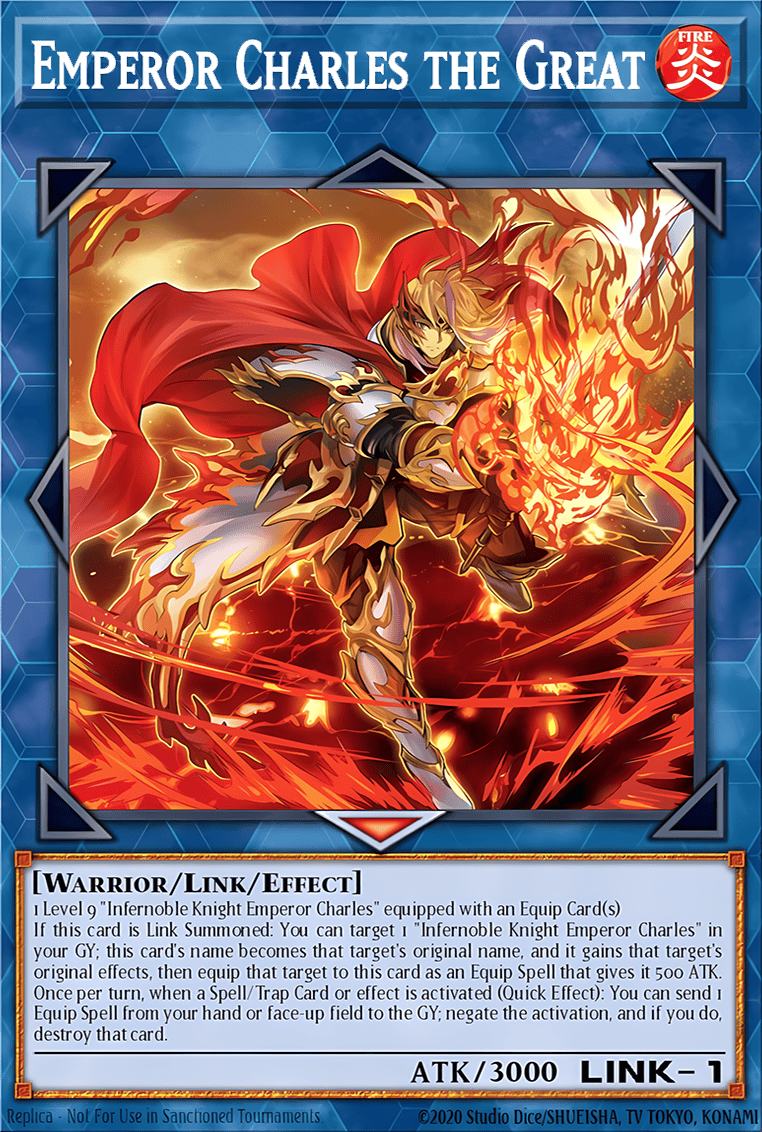 Emperor Charles the Great
FIRE
炎
[Warrior/Link/Effect]
1 Level 9 "Infernoble Knight Emperor Charles" equipped with an Equip Card(s)
If this card is Link Summoned: You can target 1 "Infernoble Knight Emperor Charles" in
your GY; this card's name becomes that target's original name, and it gains that target's
original effects, then equip that target to this card as an Equip Spell that gives it 500 ATK.
Once per turn, when a Spell/Trap Card or effect is activated (Quick Effect): You can send 1
Equip Spell from your hand or face-up field to the GY; negate the activation, and if you do,
destroy that card.
ATK/3000 LINK-1
Replica - Not For Use in Sanctioned Tournaments ©2020 Studio Dice/SHUEISHA, TV TOKYO, KONAMI